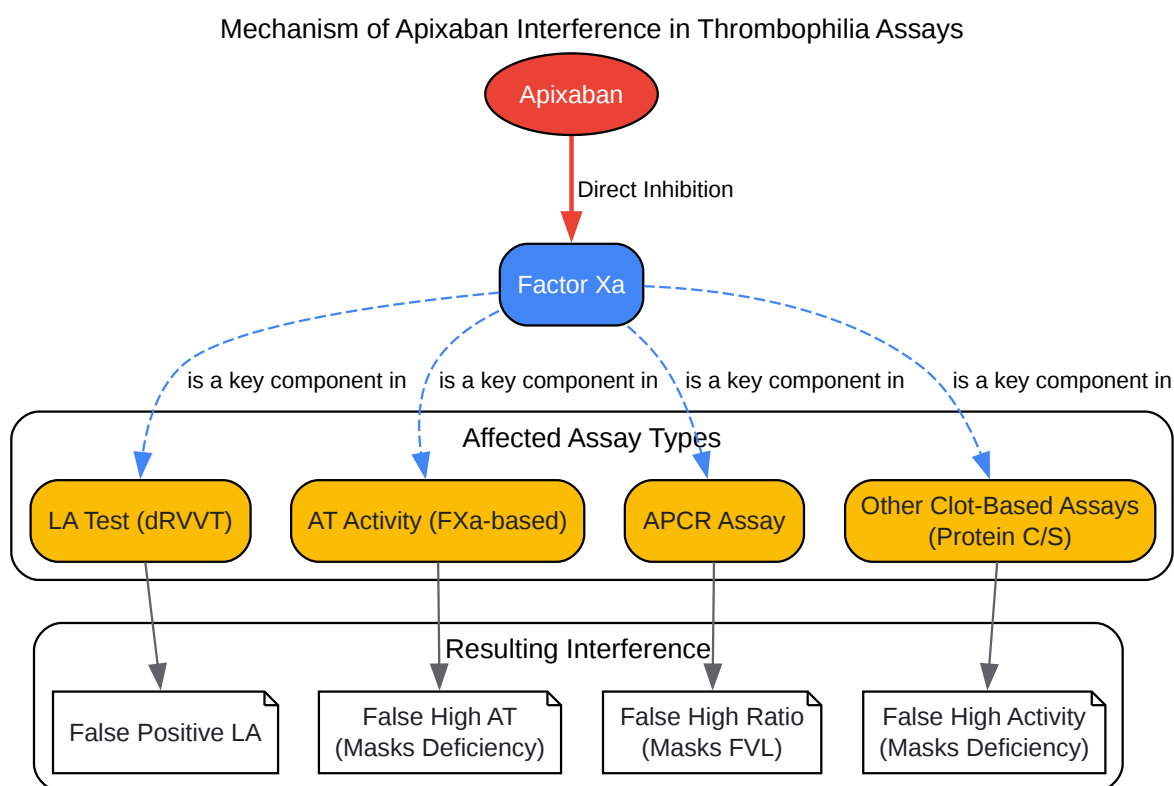 Mechanism of Apixaban Interference in Thrombophilia Assays
Apixaban
Direct Inhibition
Factor Xa
is a key component in
is a key component in
is a key component in
is a key component in
Affected Assay Types
LA Test (dRVVT)
AT Activity (FXa-based)
APCR Assay
Other Clot-Based Assays
(Protein C/S)
Resulting Interference
False Positive LA
False High AT
(Masks Deficiency)
False High Ratio
(Masks FVL)
False High Activity
(Masks Deficiency)